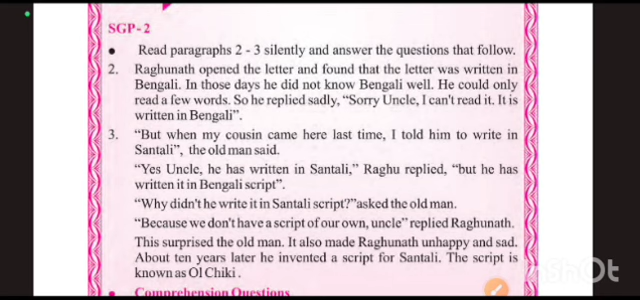 SGP-2
• Read paragraphs 2 - 3 silently and answer the questions that follow.
2. Raghunath opened the letter and found that the letter was written in
Bengali. In those days he did not know Bengali well. He could only
read a few words. So he replied sadly, “Sorry Uncle, I can't read it. It is
written in Bengali”.
3. “But when my cousin came here last time, I told him to write in
Santali”, the old man said.
“Yes Uncle, he has written in Santali,” Raghu replied, “but he has
written it in Bengali script”.
“Why didn't he write it in Santali script?”asked the old man.
“Because we don't have a script of our own, uncle” replied Raghunath.
This surprised the old man. It also made Raghunath unhappy and sad.
About ten years later he invented a script for Santali. The script is
known as Ol Chiki.
• Comprehension Questions